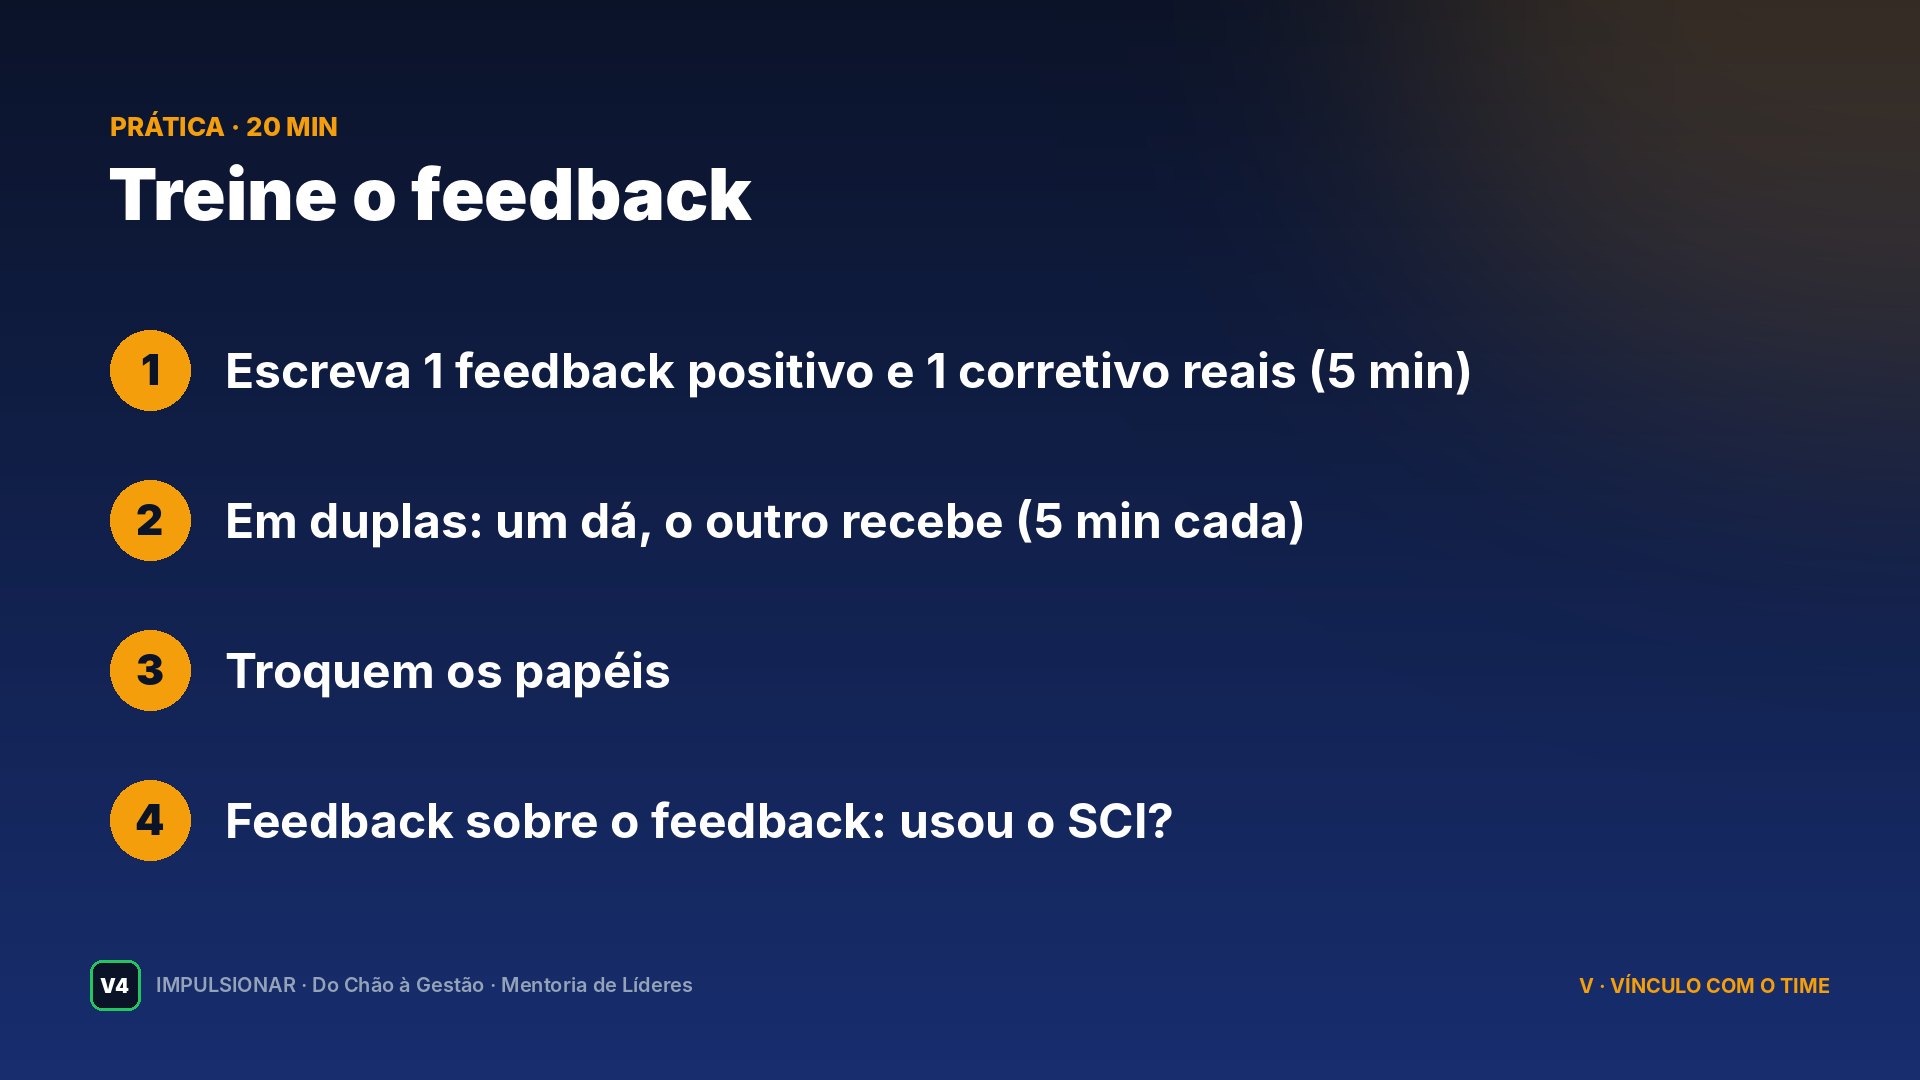 PRÁTICA · 20 MIN
Treine o feedback
1 Escreva 1 feedback positivo e 1 corretivo reais (5 min)
2 Em duplas: um dá, o outro recebe (5 min cada)
3 Troquem os papéis
4 Feedback sobre o feedback: usou o SCI?
V4 IMPULSIONAR · Do Chão à Gestão · Mentoria de Líderes
V · VÍNCULO COM O TIME